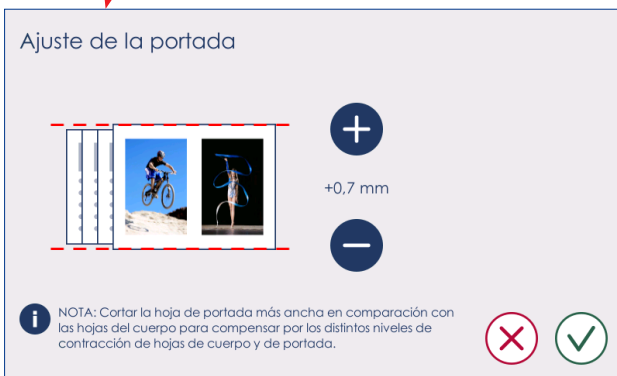 Ajuste de la portada
+0,7 mm
NOTA: Cortar la hoja de portada más ancha en comparación con
las hojas del cuerpo para compensar por los distintos niveles de
contracción de hojas de cuerpo y de portada.